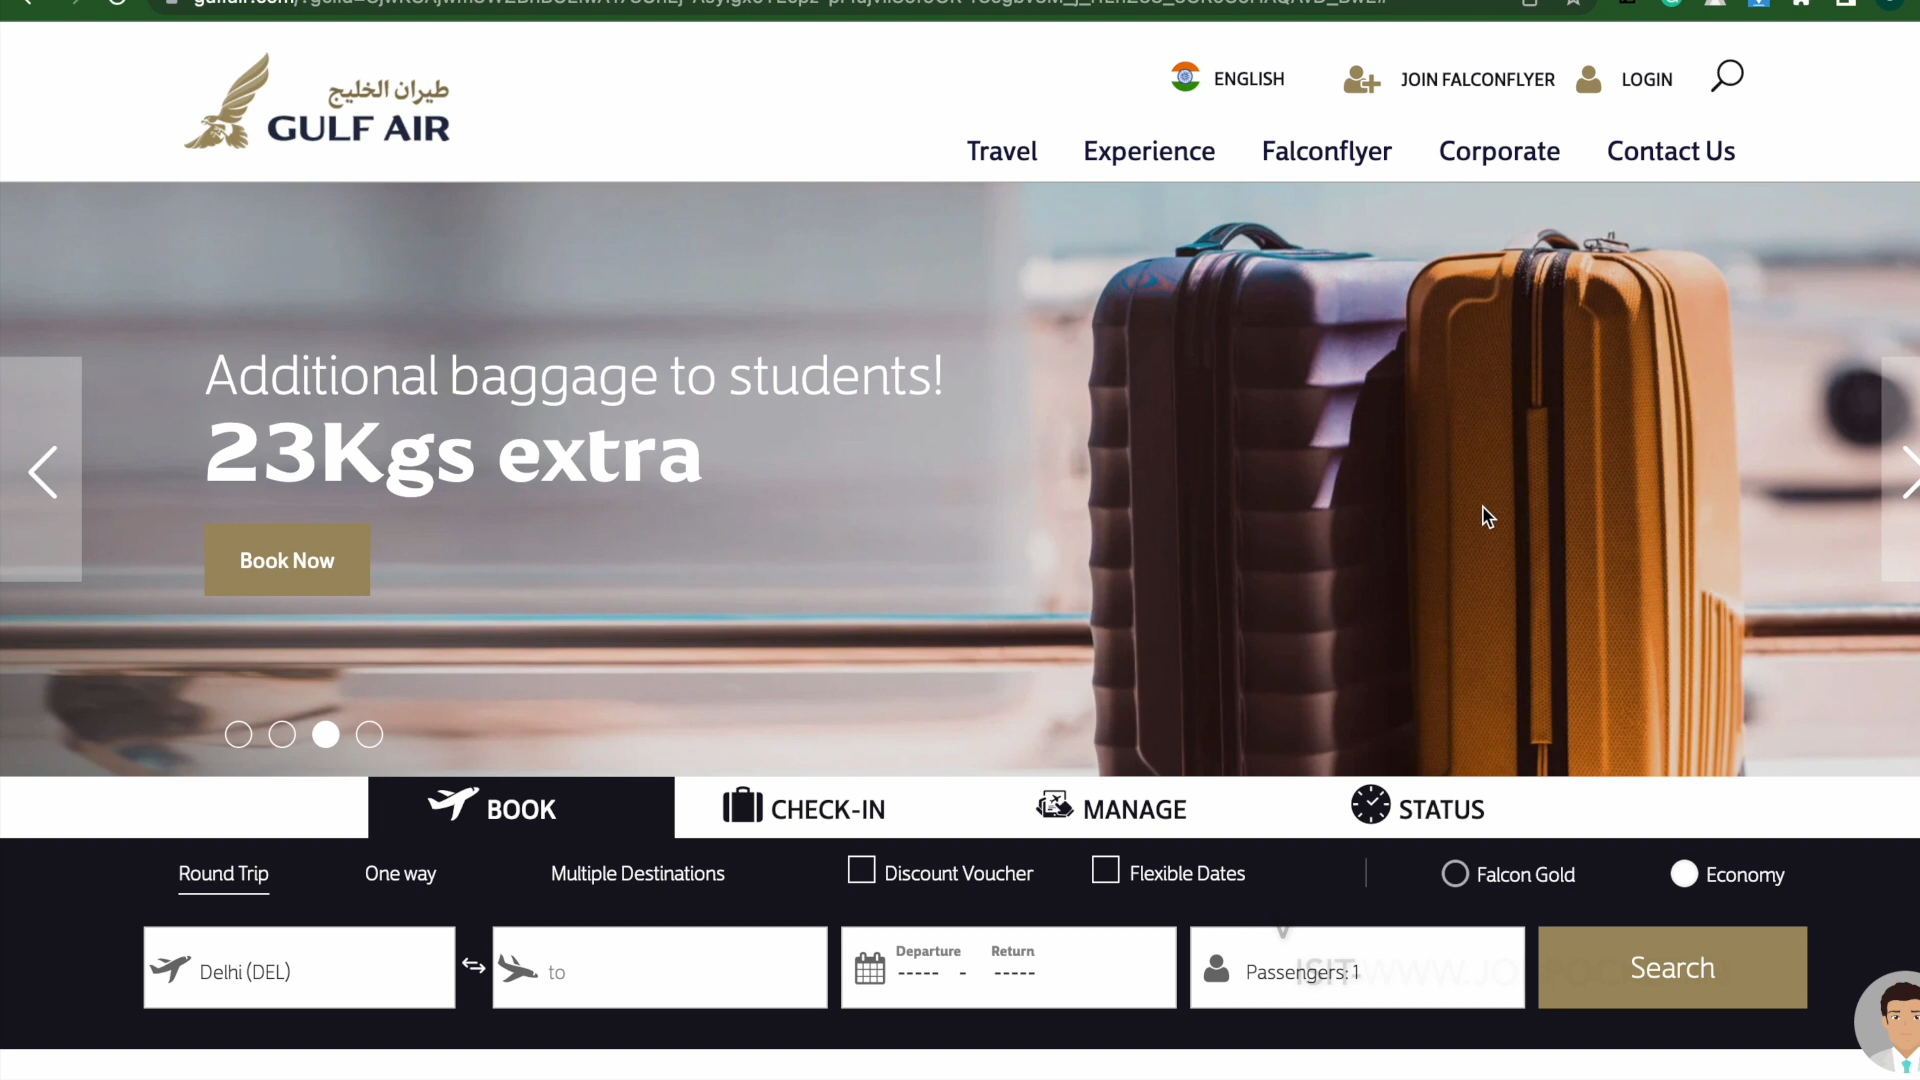 ENGLISH
JOIN FALCONFLYER
LOGIN
طيران الخليج
GULF AIR
Travel
Experience
Falconflyer
Corporate
Contact Us
Additional baggage to students!
23Kgs extra
Book Now
BOOK
CHECK-IN
MANAGE
STATUS
Round Trip
One way
Multiple Destinations
Discount Voucher
Flexible Dates
Falcon Gold
Economy
Delhi (DEL)
to
Departure
Return
----- - -----
Passengers: 1
Search